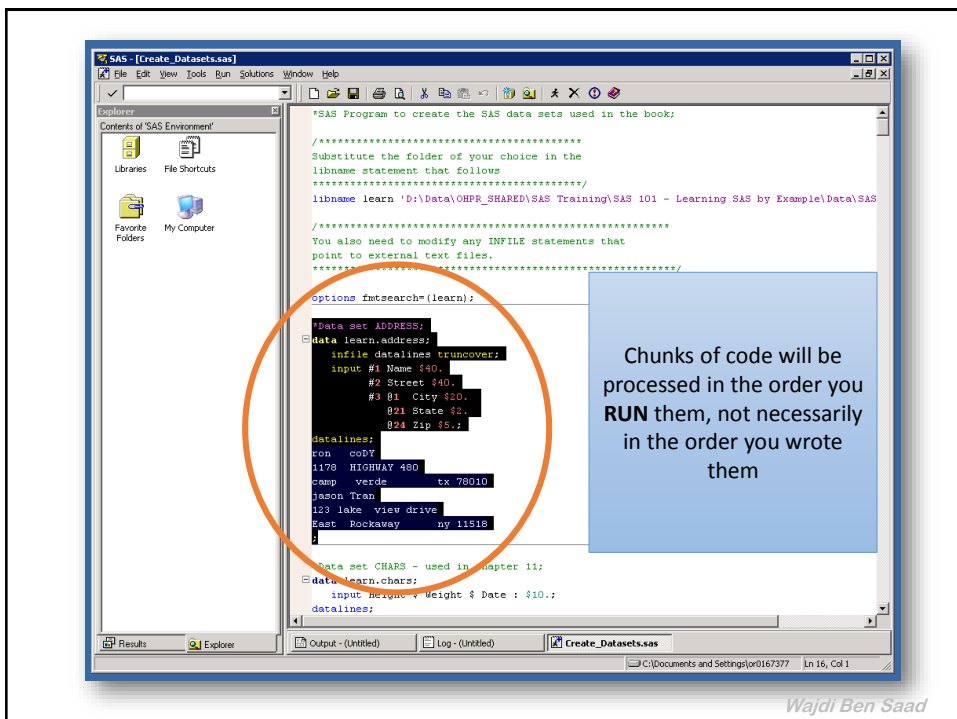 SAS - [Create_Datasets.sas]
File Edit View Tools Run Solutions Window Help
Explorer
Contents of 'SAS Environment'
Libraries
File Shortcuts
Favorite Folders
My Computer
*SAS Program to create the SAS data sets used in the book;
/*****************************************
Substitute the folder of your choice in the
libname statement that follows
******************************************/
libname learn 'D:\Data\OHPR_SHARED\SAS Training\SAS 101 - Learning SAS by Example\Data\SAS
/*******************************************************
You also need to modify any INFILE statements that
point to external text files.
*********************************************************/
options fmtsearch=(learn);
*Data set ADDRESS;
data learn.address;
infile datalines truncover;
input #1 Name $40.
#2 Street $40.
#3 @1 City $20.
@21 State $2.
@24 Zip $5.;
datalines;
ron coDY
1178 HIGHWAY 480
camp verde tx 78010
jason Tran
123 lake view drive
East Rockaway ny 11518
;
*Data set CHARS - used in chapter 11;
data learn.chars;
input Height $ Weight $ Date : $10.;
datalines;
Chunks of code will be
processed in the order you
RUN them, not necessarily
in the order you wrote
them
Results
Explorer
Output - (Untitled)
Log - (Untitled)
Create_Datasets.sas
C:\Documents and Settings\or0167377
Ln 16, Col 1
Wajdi Ben Saad